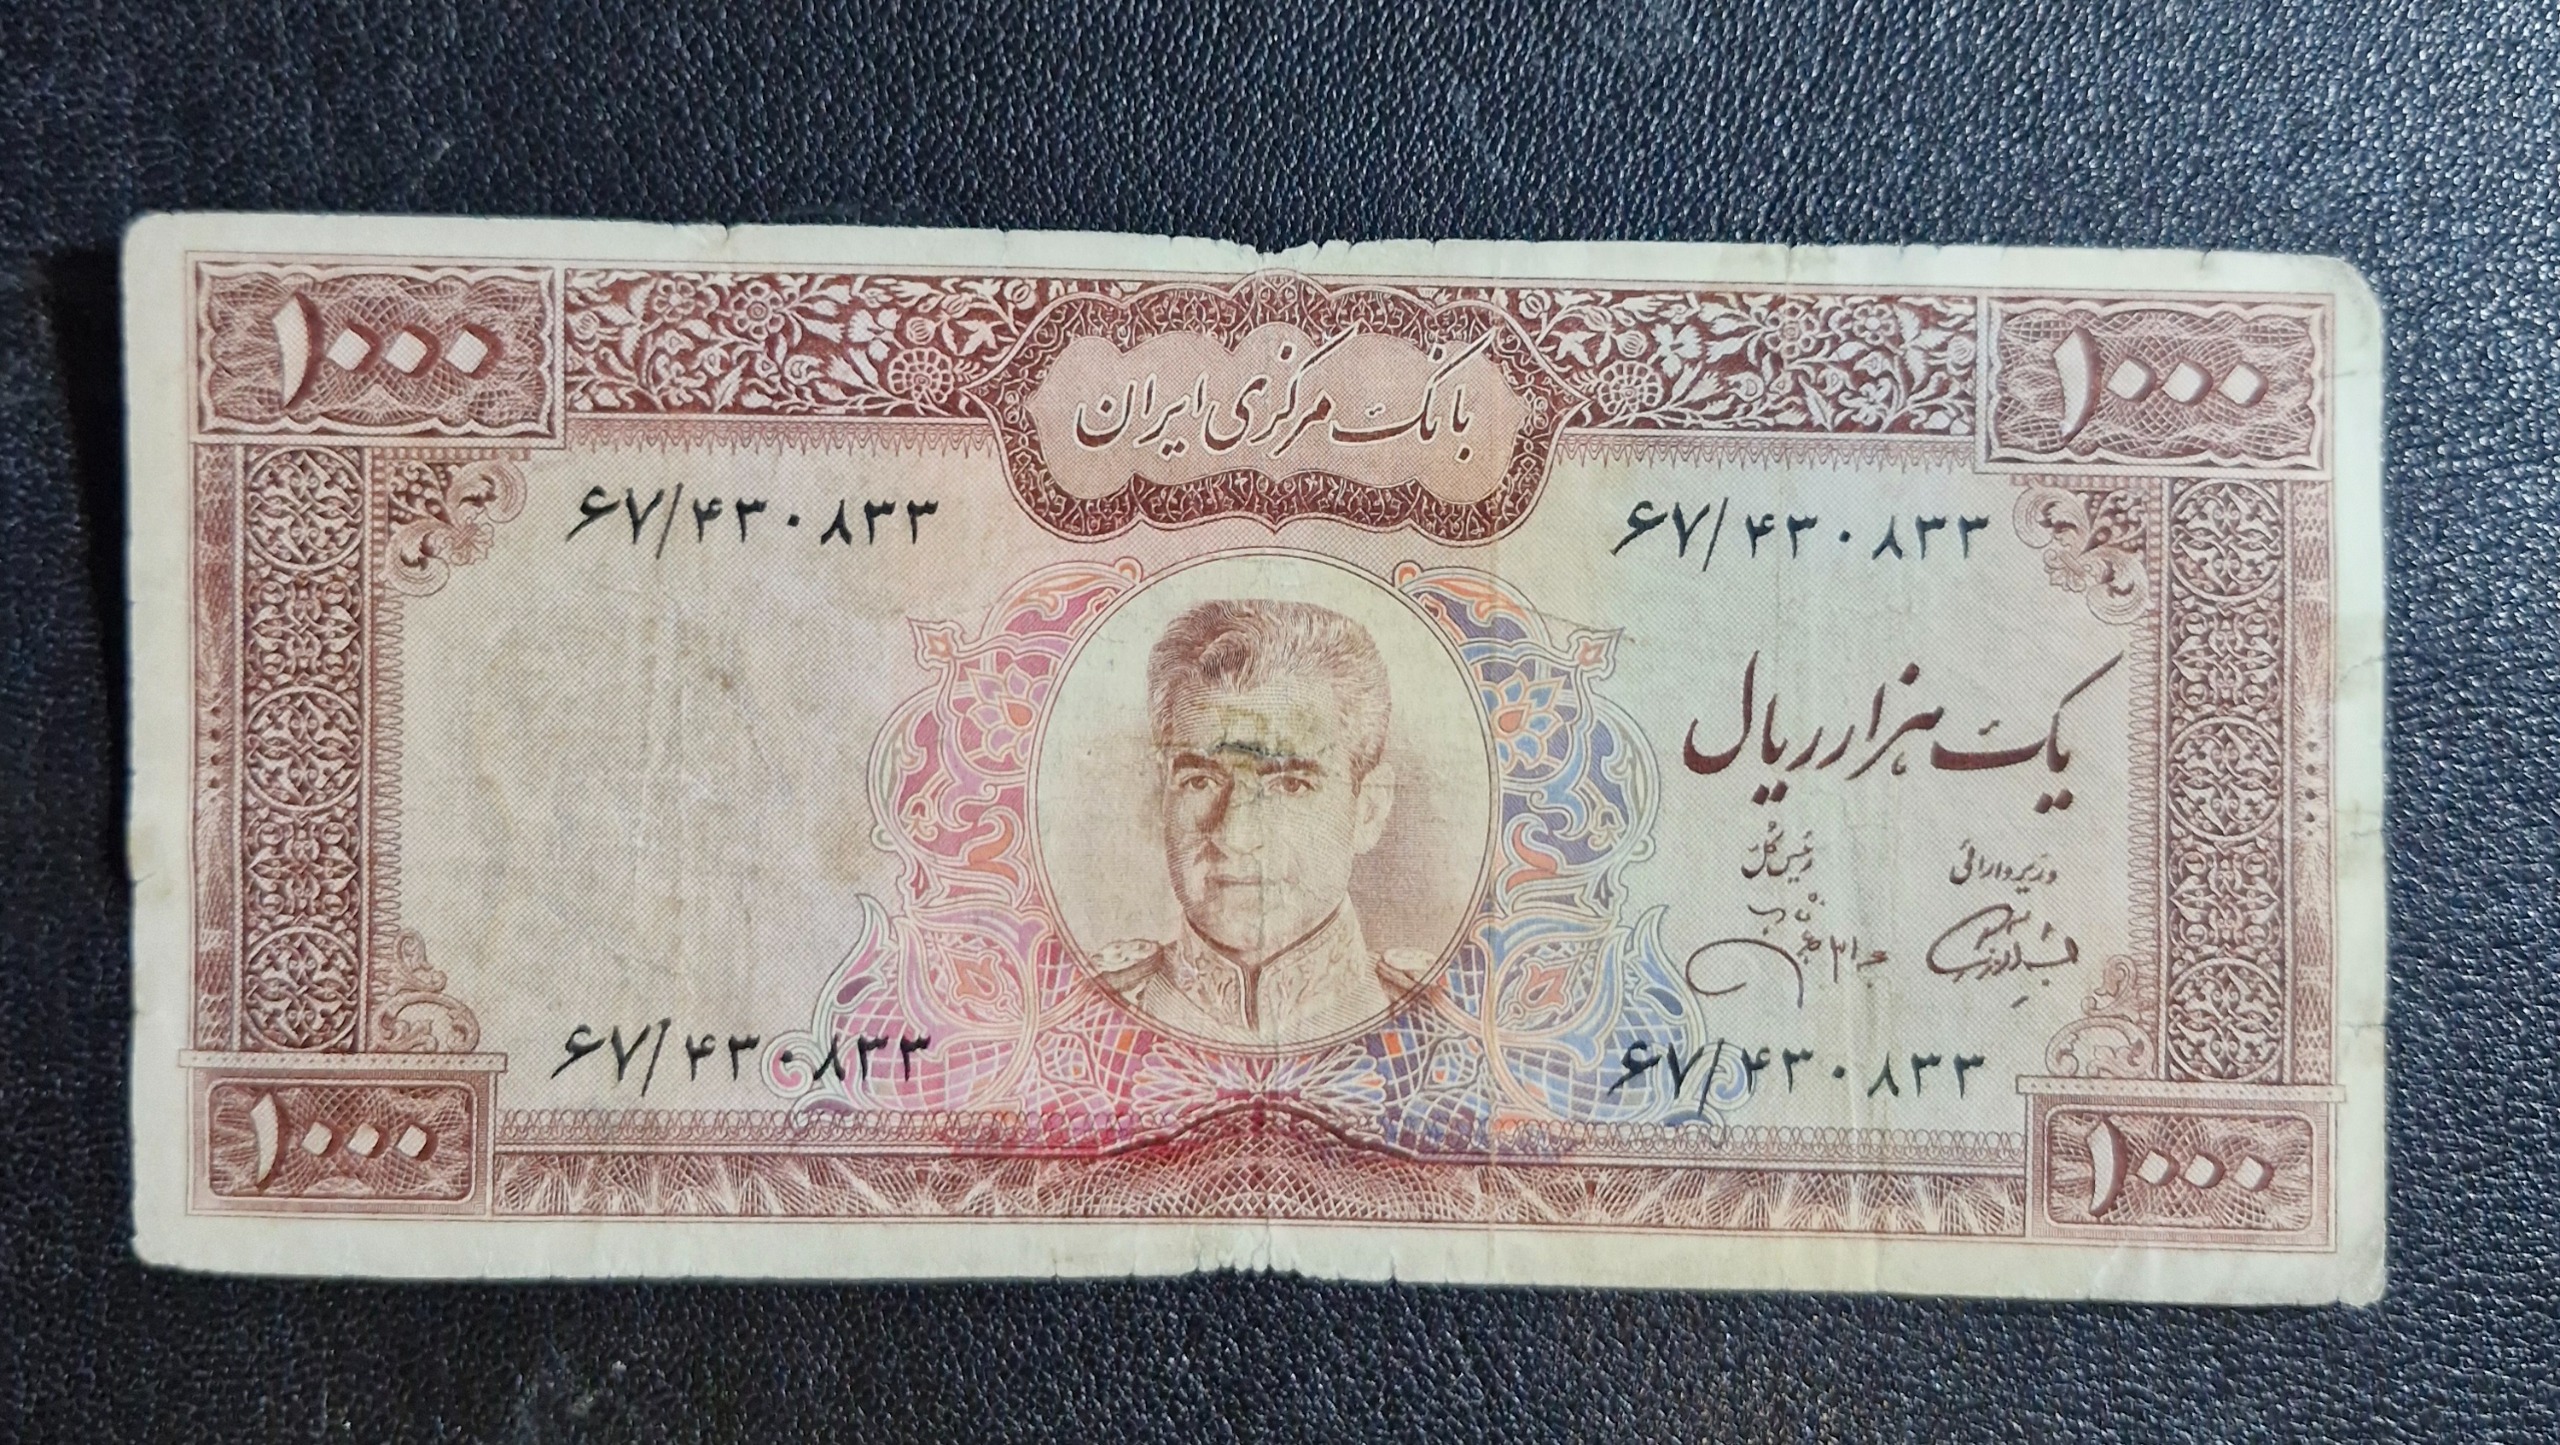 ۱۰۰۰
۱۰۰۰
بانک مرکزی ایران
۶۷/۴۳۰۸۳۳
۶۷/۴۳۰۸۳۳
یک هزار ریال
وزیر دارائی
رئیس کل
۶۷/۴۳۰۸۳۳
۶۷/۴۳۰۸۳۳
۱۰۰۰
۱۰۰۰